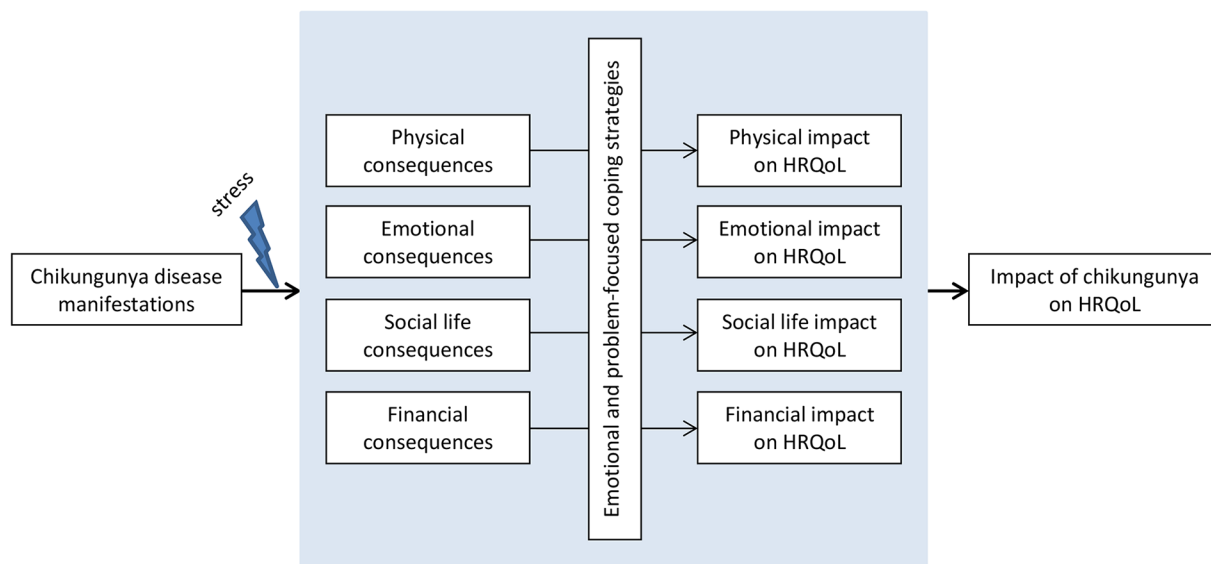 stress
Chikungunya disease
manifestations
Physical
consequences
Emotional
consequences
Social life
consequences
Financial
consequences
Emotional and problem-focused coping strategies
Physical impact
on HRQoL
Emotional impact
on HRQoL
Social life impact
on HRQoL
Financial impact
on HRQoL
Impact of chikungunya
on HRQoL